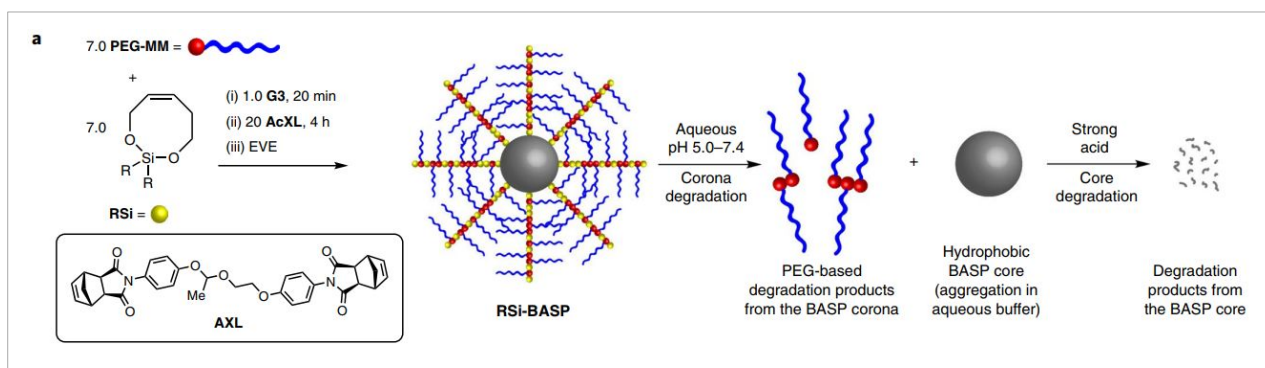 a
7.0 PEG-MM =
+
7.0
O
Si
O
R
R
RSi =
(i) 1.0 G3, 20 min
(ii) 20 AcXL, 4 h
(iii) EVE
O
N
O
O
O
Me
O
O
N
O
AXL
RSi-BASP
Aqueous
pH 5.0–7.4
Corona
degradation
PEG-based
degradation products
from the BASP corona
+
Hydrophobic
BASP core
(aggregation in
aqueous buffer)
Strong
acid
Core
degradation
Degradation
products from
the BASP core